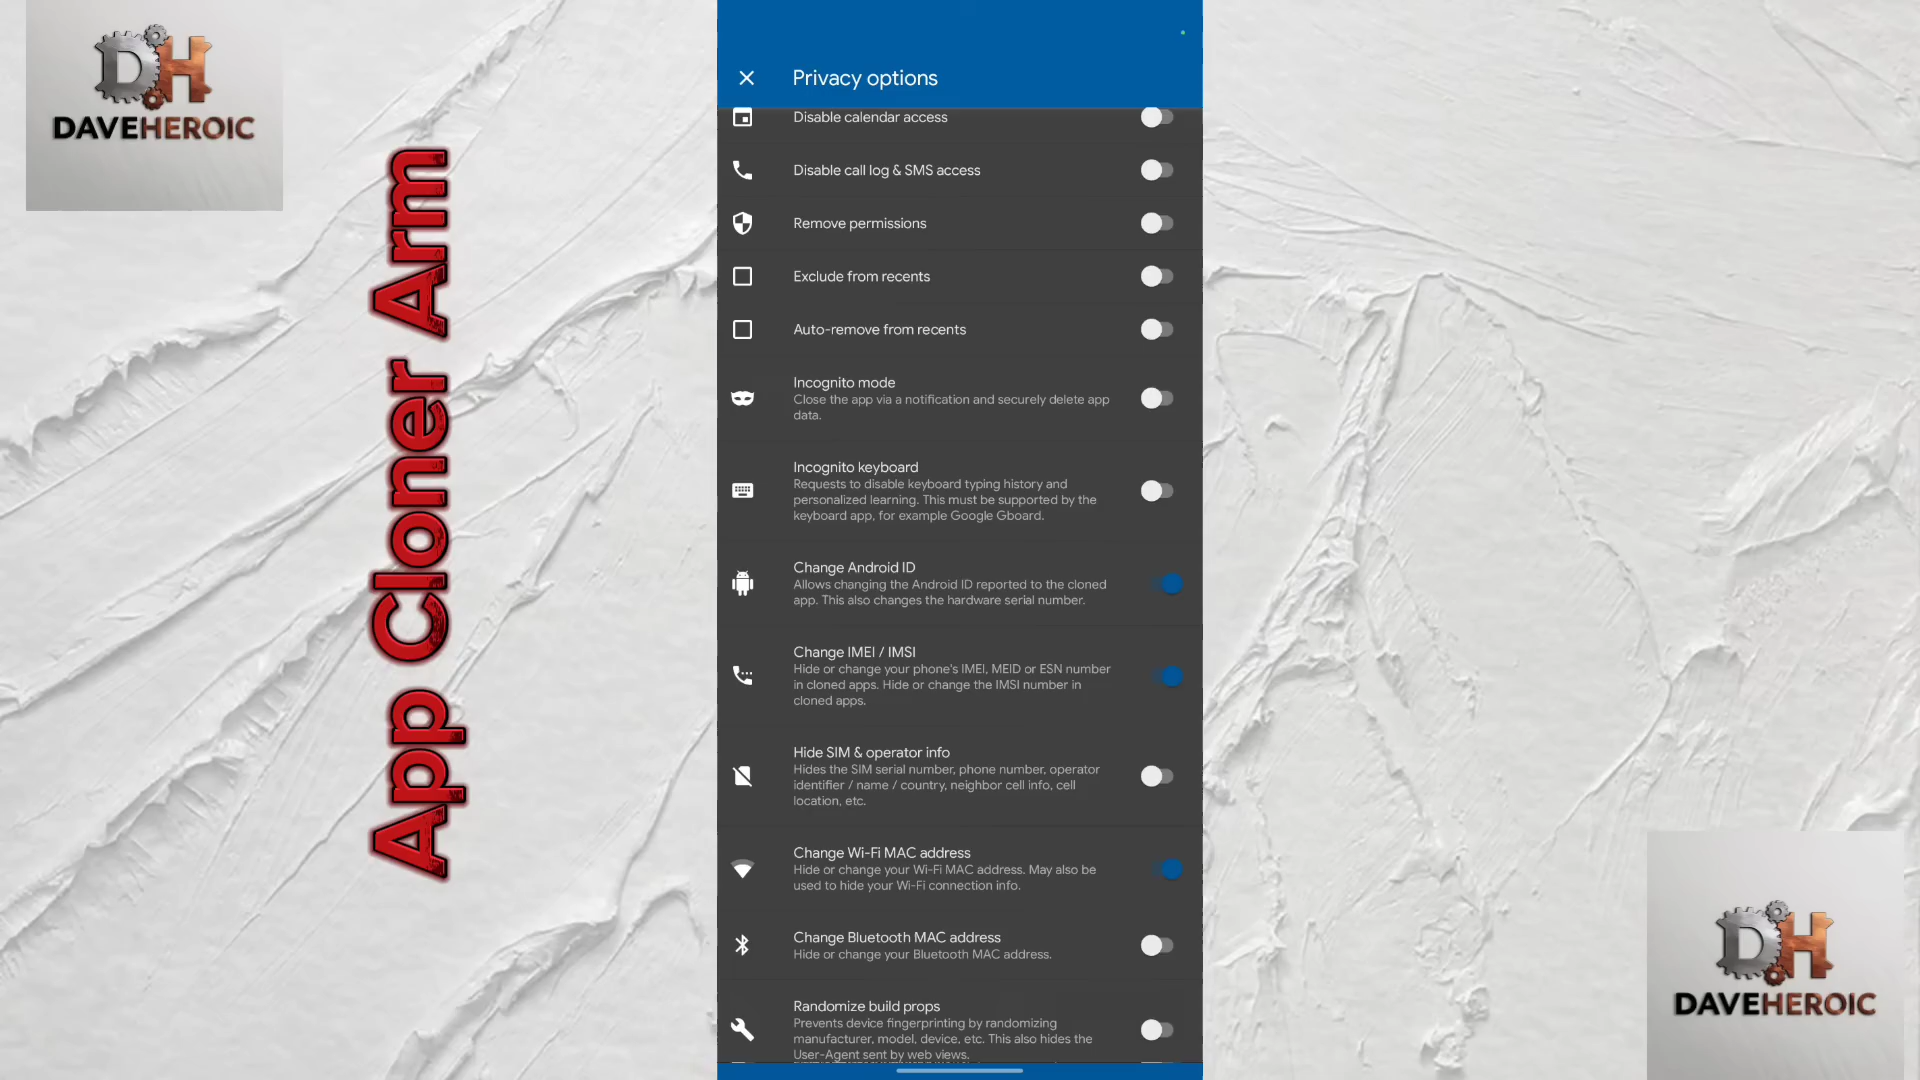 DH
DAVEHEROIC
App Cloner Arm
Privacy options
Disable calendar access
Disable call log & SMS access
Remove permissions
Exclude from recents
Auto-remove from recents
Incognito mode
Close the app via a notification and securely delete app
data.
Incognito keyboard
Requests to disable keyboard typing history and
personalized learning. This must be supported by the
keyboard app, for example Google Gboard.
Change Android ID
Allows changing the Android ID reported to the cloned
app. This also changes the hardware serial number.
Change IMEI / IMSI
Hide or change your phone's IMEI, MEID or ESN number
in cloned apps. Hide or change the IMSI number in
cloned apps.
Hide SIM & operator info
Hides the SIM serial number, phone number, operator
identifier / name / country, neighbor cell info, cell
location, etc.
Change Wi-Fi MAC address
Hide or change your Wi-Fi MAC address. May also be
used to hide your Wi-Fi connection info.
Change Bluetooth MAC address
Hide or change your Bluetooth MAC address.
Randomize build props
Prevents device fingerprinting by randomizing
manufacturer, model, device, etc. This also hides the
User-Agent sent by web views.
DH
DAVEHEROIC